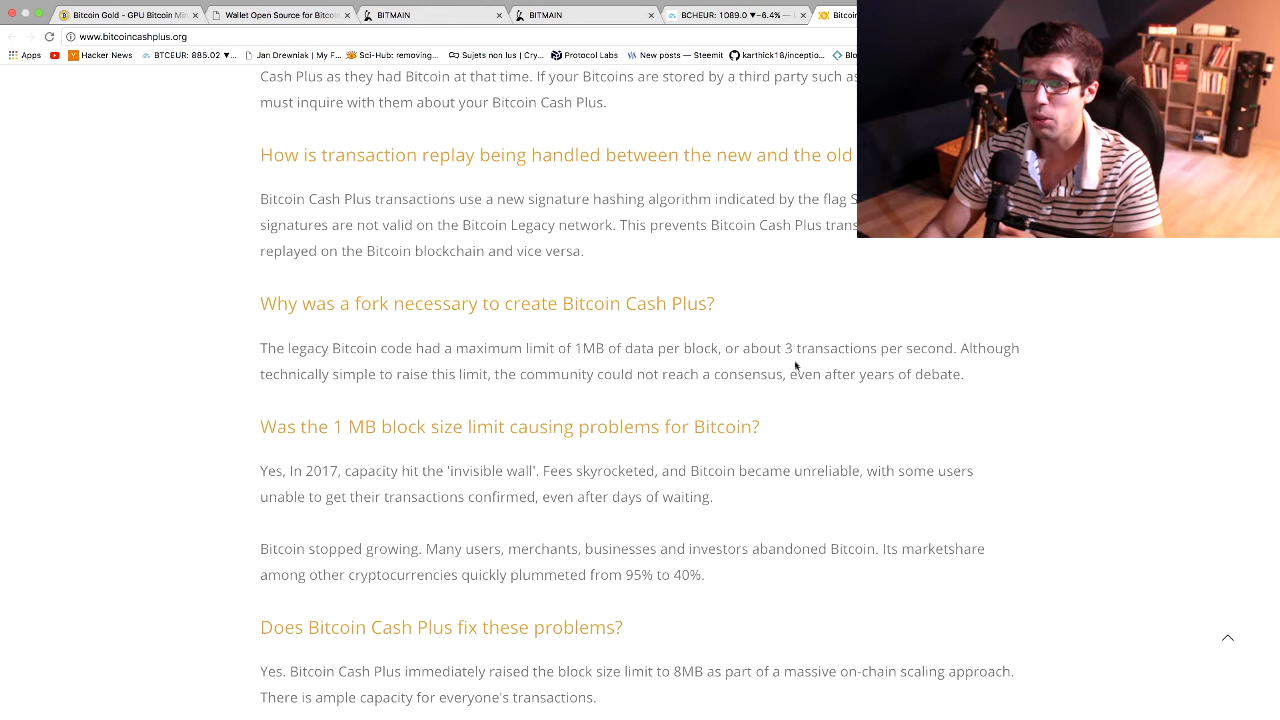 Bitcoin Gold - GPU Bitcoin Min
Wallet Open Source for Bitcoin
BITMAIN
BITMAIN
BCHEUR: 1089.0 ▼−6.4% —
Bitcoin
www.bitcoincashplus.org
Apps
Hacker News
BTCEUR: 885.02 ▼...
Jan Drewniak | My F...
Sci-Hub: removing...
Sujets non lus | Cry...
Protocol Labs
New posts — Steemit
karthick18/inceptio...
Cash Plus as they had Bitcoin at that time. If your Bitcoins are stored by a third party such as
must inquire with them about your Bitcoin Cash Plus.
How is transaction replay being handled between the new and the old
Bitcoin Cash Plus transactions use a new signature hashing algorithm indicated by the flag S
signatures are not valid on the Bitcoin Legacy network. This prevents Bitcoin Cash Plus trans
replayed on the Bitcoin blockchain and vice versa.
Why was a fork necessary to create Bitcoin Cash Plus?
The legacy Bitcoin code had a maximum limit of 1MB of data per block, or about 3 transactions per second. Although
technically simple to raise this limit, the community could not reach a consensus, even after years of debate.
Was the 1 MB block size limit causing problems for Bitcoin?
Yes, In 2017, capacity hit the 'invisible wall'. Fees skyrocketed, and Bitcoin became unreliable, with some users
unable to get their transactions confirmed, even after days of waiting.
Bitcoin stopped growing. Many users, merchants, businesses and investors abandoned Bitcoin. Its marketshare
among other cryptocurrencies quickly plummeted from 95% to 40%.
Does Bitcoin Cash Plus fix these problems?
Yes. Bitcoin Cash Plus immediately raised the block size limit to 8MB as part of a massive on-chain scaling approach.
There is ample capacity for everyone's transactions.